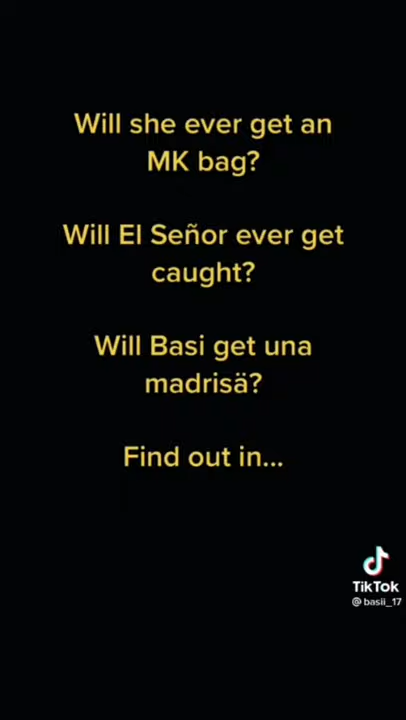 Will she ever get an
MK bag?
Will El Señor ever get
caught?
Will Basi get una
madrisä?
Find out in...
TikTok
@basii_17